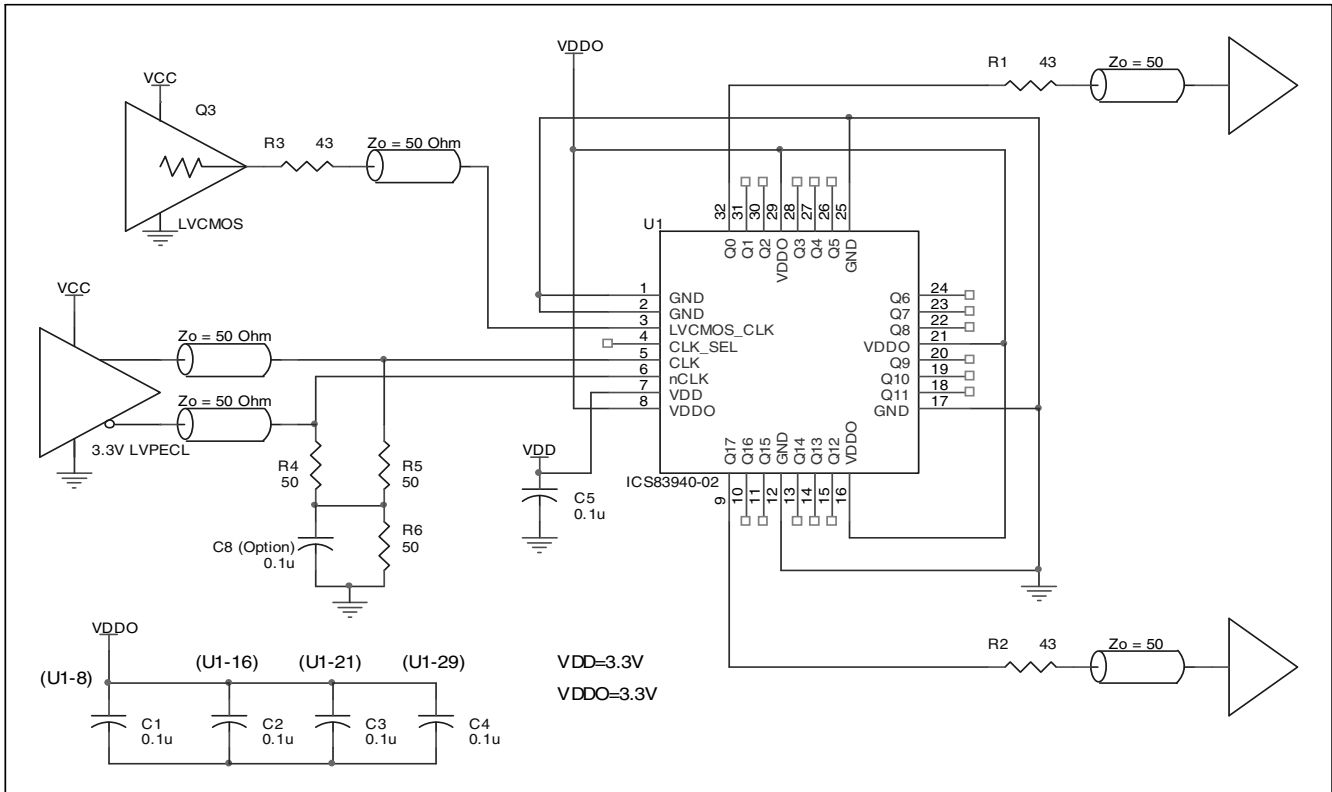 VDDO
R1 43 Zo = 50
VCC
Q3
R3 43 Zo = 50 Ohm
LVCMOS
U1
32 31 30 29 28 27 26 25
Q0 Q1 Q2 VDDO Q3 Q4 Q5 GND
1 GND
2 GND
3 LVCMOS_CLK
4 CLK_SEL
5 CLK
6 nCLK
7 VDD
8 VDDO
Q6 24
Q7 23
Q8 22
VDDO 21
Q9 20
Q10 19
Q11 18
GND 17
Q17 Q16 Q15 GND Q14 Q13 Q12 VDDO
9 10 11 12 13 14 15 16
ICS83940-02
VCC
Zo = 50 Ohm
Zo = 50 Ohm
3.3V LVPECL
R4
50
R5
50
R6
50
C8 (Option)
0.1u
VDD
C5
0.1u
R2 43 Zo = 50
VDDO
(U1-8) (U1-16) (U1-21) (U1-29)
C1
0.1u
C2
0.1u
C3
0.1u
C4
0.1u
VDD=3.3V
VDDO=3.3V